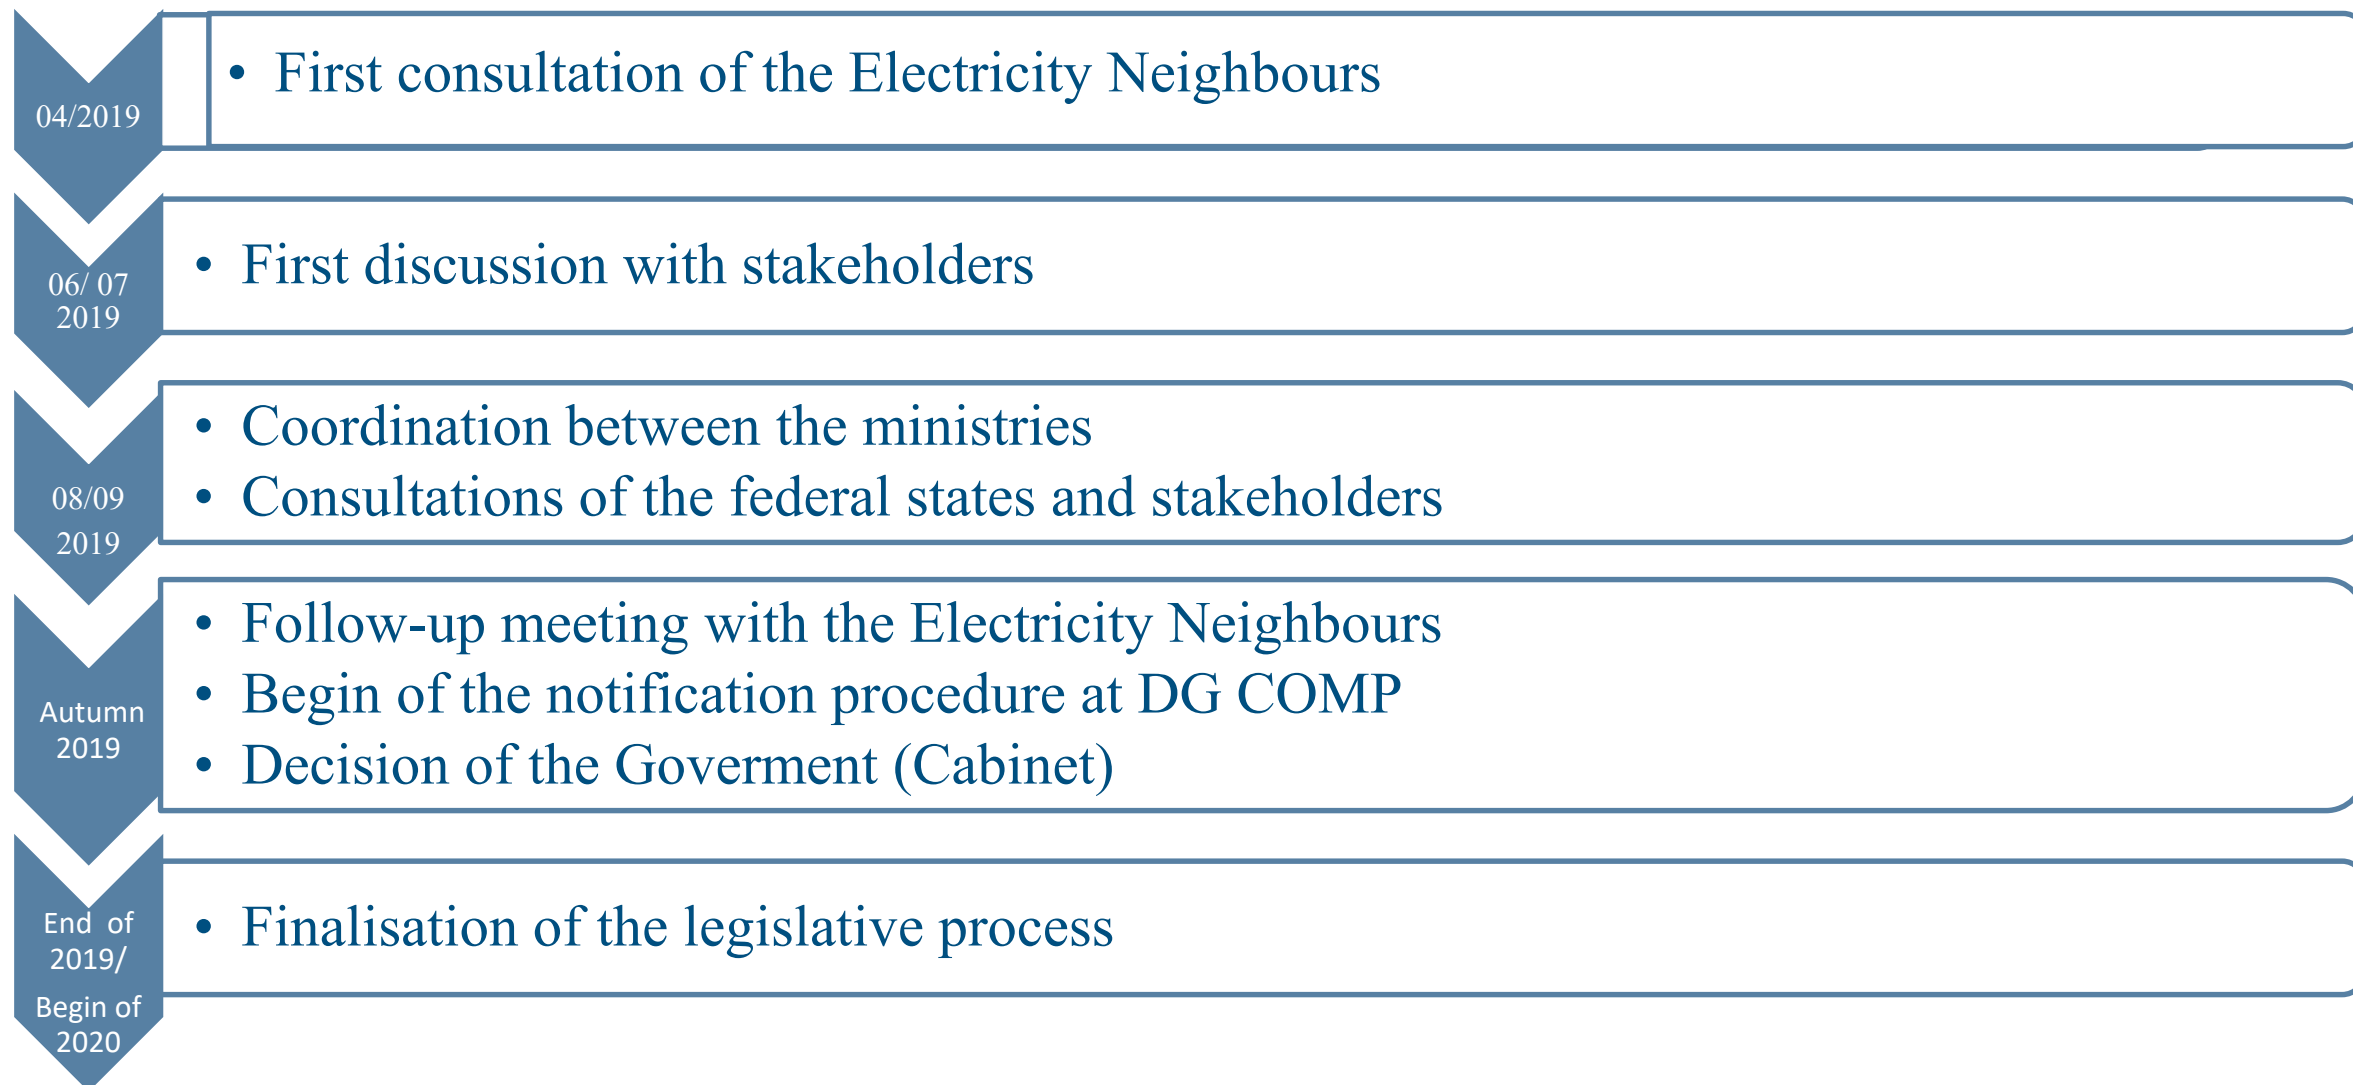 04/2019
• First consultation of the Electricity Neighbours
06/ 07
2019
• First discussion with stakeholders
08/09
2019
• Coordination between the ministries
• Consultations of the federal states and stakeholders
Autumn
2019
• Follow-up meeting with the Electricity Neighbours
• Begin of the notification procedure at DG COMP
• Decision of the Goverment (Cabinet)
End of
2019/
Begin of
2020
• Finalisation of the legislative process